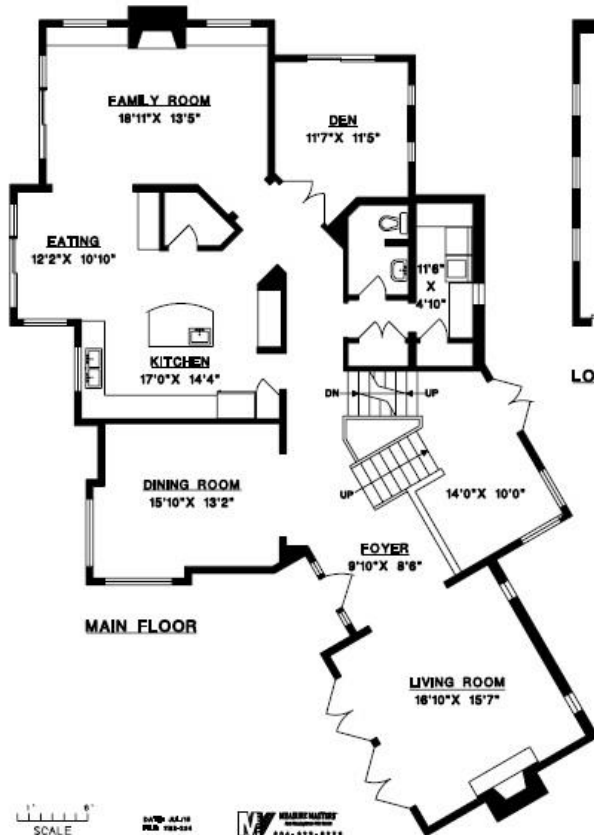 FAMILY ROOM
18'11"X 13'5"
DEN
11'7"X 11'5"
EATING
12'2"X 10'10"
11'6"
X
4'10"
KITCHEN
17'0"X 14'4"
DN
UP
UP
DINING ROOM
15'10"X 13'2"
14'0"X 10'0"
FOYER
9'10"X 8'6"
MAIN FLOOR
LIVING ROOM
16'10"X 15'7"
LO
SCALE
MEASURE MASTERS